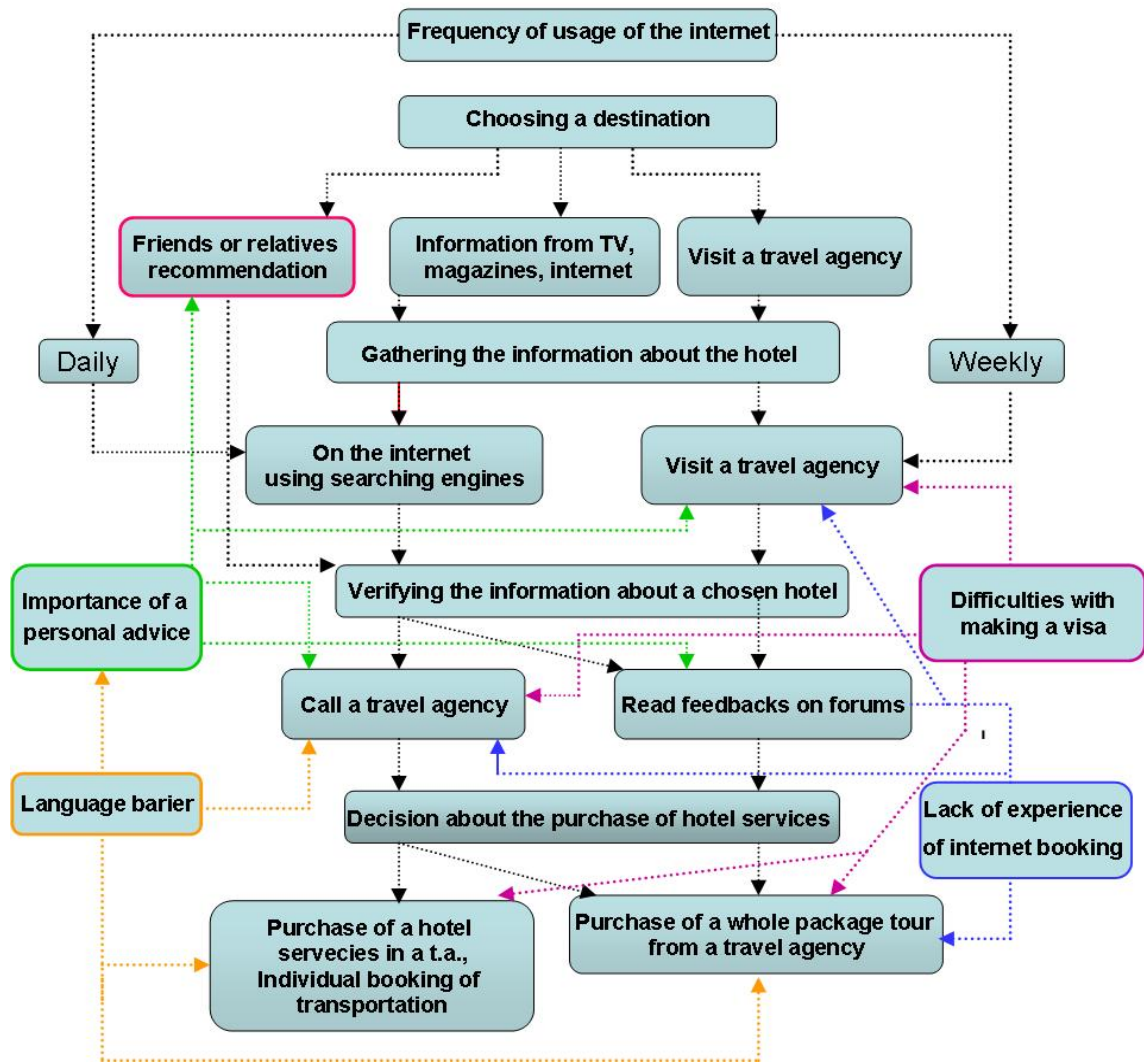 Frequency of usage of the internet
Choosing a destination
Friends or relatives
recommendation
Information from TV,
magazines, internet
Visit a travel agency
Daily
Gathering the information about the hotel
Weekly
On the internet
using searching engines
Visit a travel agency
Importance of a
personal advice
Verifying the information about a chosen hotel
Difficulties with
making a visa
Call a travel agency
Read feedbacks on forums
Language barier
Decision about the purchase of hotel services
Lack of experience
of internet booking
Purchase of a hotel
servecies in a t.a.,
Individual booking of
transportation
Purchase of a whole package tour
from a travel agency